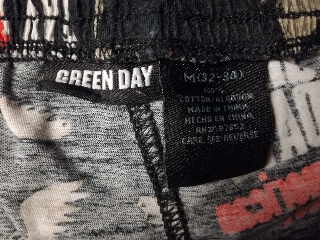 GREEN DAY
M(32-34)
100%
COTTON/ALGODON
MADE IN CHINA
HECHO EN CHINA
CARE, SEE REVERSE